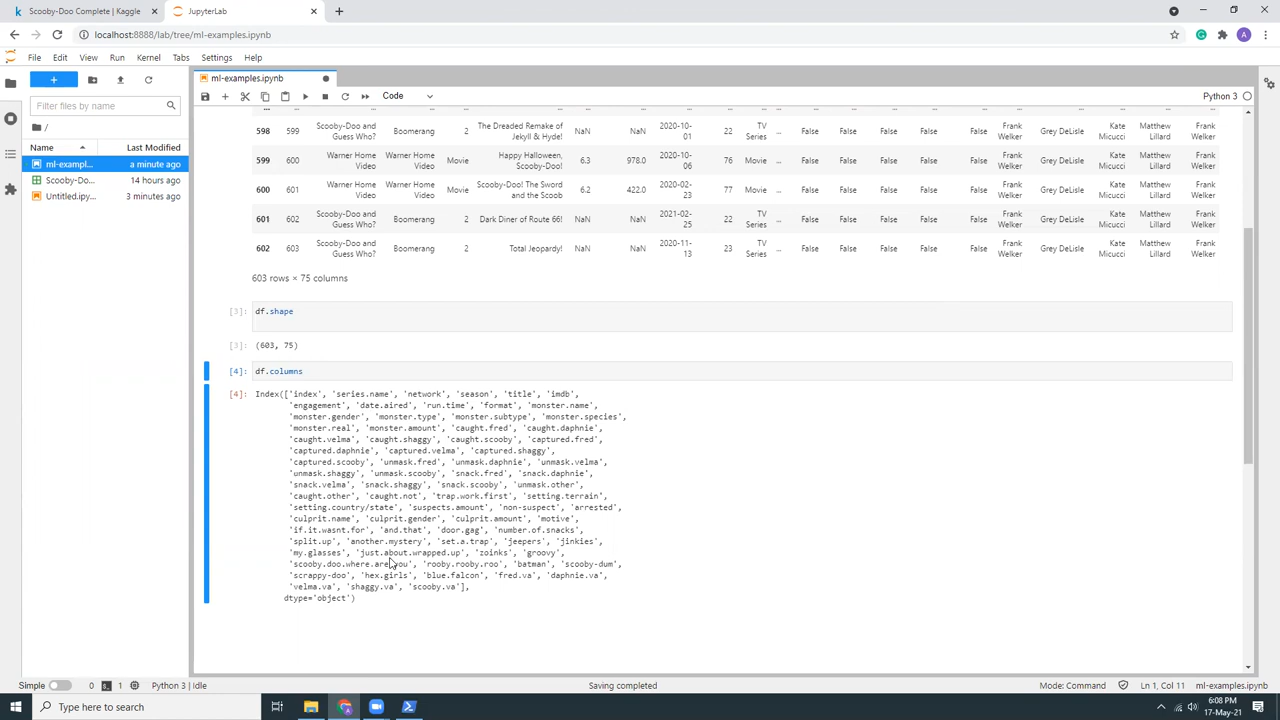 Scooby-Doo Complete | Kaggle
JupyterLab
localhost:8888/lab/tree/ml-examples.ipynb
A
File Edit View Run Kernel Tabs Settings Help
ml-examples.ipynb
Filter files by name
Code
Python 3
/
Name Last Modified
ml-exampl... a minute ago
Scooby-Do... 14 hours ago
Untitled.ipy... 3 minutes ago
... ... ... ... ... ... ... ... ... ... ... ... ... ... ... ... ... ... ... ...
598 599 Scooby-Doo and Guess Who? Boomerang 2 The Dreaded Remake of Jekyll & Hyde! NaN NaN 2020-10-01 22 TV Series ... False False False False False Frank Welker Grey DeLisle Kate Micucci Matthew Lillard Frank Welker
599 600 Warner Home Video Warner Home Video Movie Happy Halloween, Scooby-Doo! 6.3 978.0 2020-10-06 76 Movie ... False False False False False Frank Welker Grey DeLisle Kate Micucci Matthew Lillard Frank Welker
600 601 Warner Home Video Warner Home Video Movie Scooby-Doo! The Sword and the Scoob 6.2 422.0 2020-02-23 77 Movie ... False False False False False Frank Welker Grey DeLisle Kate Micucci Matthew Lillard Frank Welker
601 602 Scooby-Doo and Guess Who? Boomerang 2 Dark Diner of Route 66! NaN NaN 2021-02-25 22 TV Series ... False False False False False Frank Welker Grey DeLisle Kate Micucci Matthew Lillard Frank Welker
602 603 Scooby-Doo and Guess Who? Boomerang 2 Total Jeopardy! NaN NaN 2020-11-13 23 TV Series ... False False False False False Frank Welker Grey DeLisle Kate Micucci Matthew Lillard Frank Welker
603 rows × 75 columns
[3]: df.shape
[3]: (603, 75)
[4]: df.columns
[4]: Index(['index', 'series.name', 'network', 'season', 'title', 'imdb',
'engagement', 'date.aired', 'run.time', 'format', 'monster.name',
'monster.gender', 'monster.type', 'monster.subtype', 'monster.species',
'monster.real', 'monster.amount', 'caught.fred', 'caught.daphnie',
'caught.velma', 'caught.shaggy', 'caught.scooby', 'captured.fred',
'captured.daphnie', 'captured.velma', 'captured.shaggy',
'captured.scooby', 'unmask.fred', 'unmask.daphnie', 'unmask.velma',
'unmask.shaggy', 'unmask.scooby', 'snack.fred', 'snack.daphnie',
'snack.velma', 'snack.shaggy', 'snack.scooby', 'unmask.other',
'caught.other', 'caught.not', 'trap.work.first', 'setting.terrain',
'setting.country/state', 'suspects.amount', 'non-suspect', 'arrested',
'culprit.name', 'culprit.gender', 'culprit.amount', 'motive',
'if.it.wasnt.for', 'and.that', 'door.gag', 'number.of.snacks',
'split.up', 'another.mystery', 'set.a.trap', 'jeepers', 'jinkies',
'my.glasses', 'just.about.wrapped.up', 'zoinks', 'groovy',
'scooby.doo.where.are.you', 'rooby.rooby.roo', 'batman', 'scooby-dum',
'scrappy-doo', 'hex.girls', 'blue.falcon', 'fred.va', 'daphnie.va',
'velma.va', 'shaggy.va', 'scooby.va'],
dtype='object')
Simple 0 1 Python 3 | Idle Saving completed Mode: Command Ln 1, Col 11 ml-examples.ipynb
Type here to search
6:08 PM
17-May-21